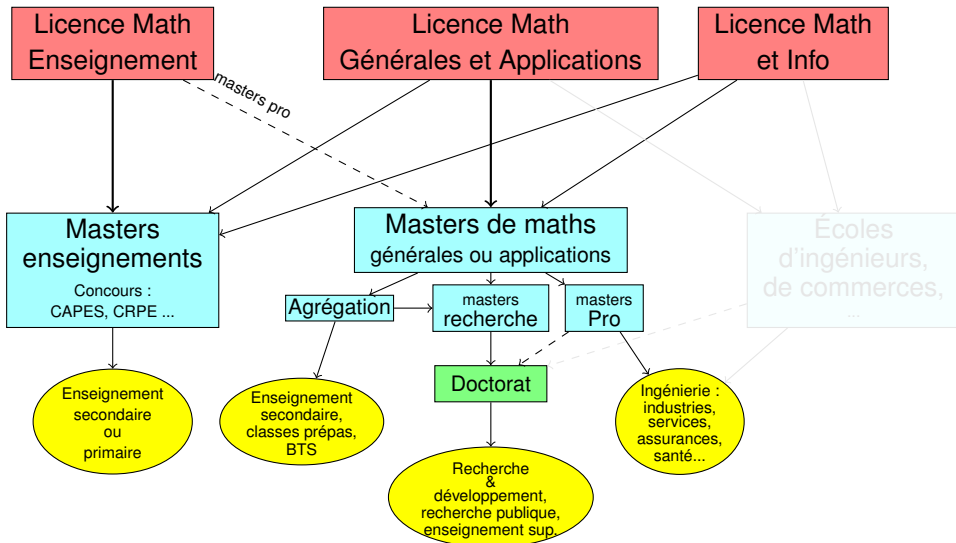 Licence Math
Enseignement
Licence Math
Générales et Applications
Licence Math
et Info
masters pro
Masters
enseignements
Concours :
CAPES, CRPE ...
Masters de maths
générales ou applications
École​s
d'ingénieurs,
de commerces,
...
Agrégation
masters
recherche
masters
Pro
Doctorat
Enseignement
secondaire
ou
primaire
Enseignement
secondaire,
classes prépas,
BTS
Ingénierie :
industries,
services,
assurances,
santé...
Recherche
&
développement,
recherche publique,
enseignement sup.